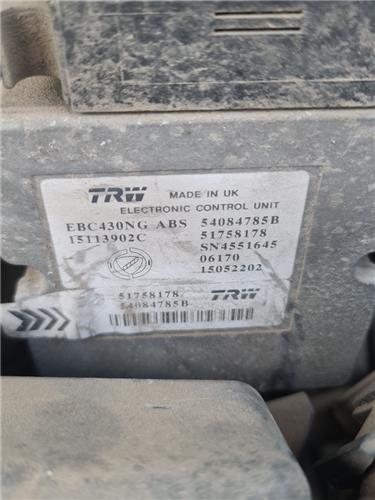 TRW MADE IN UK
ELECTRONIC CONTROL UNIT
EBC430NG ABS 54084785B
15113902C 51758178
SN4551645
06170
15052202
51758178 TRW
54084785B